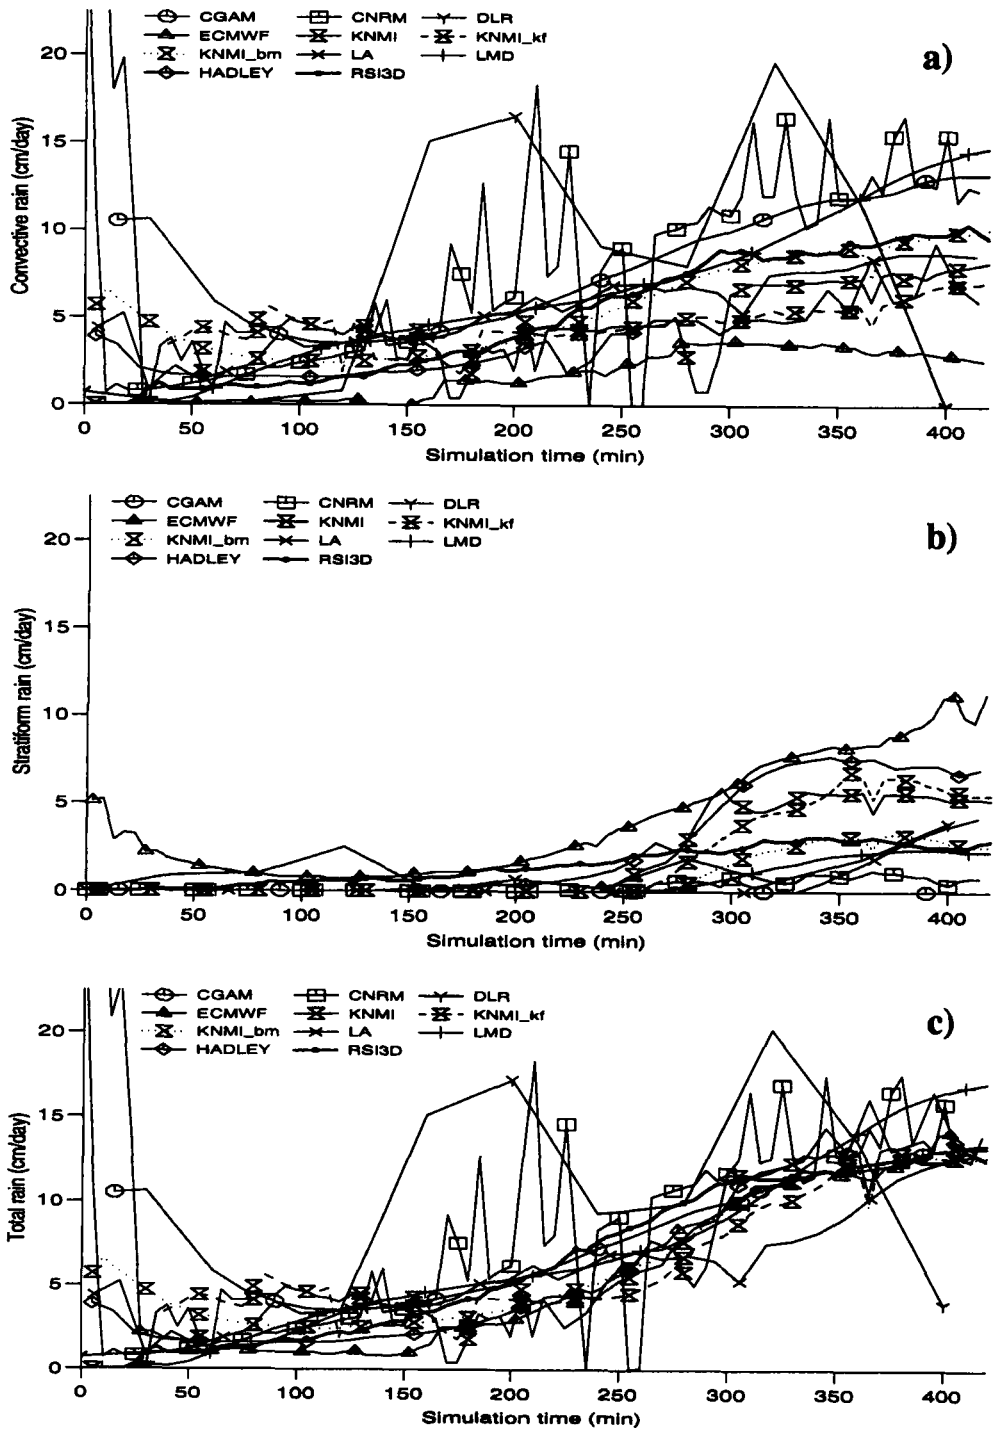 CGAM CNRM DLR
ECMWF KNMI KNMI_kf
KNMI_bm LA LMD
HADLEY RSI3D
a)
20
15
10
5
0
Convective rain (cm/day)
0 50 100 150 200 250 300 350 400
Simulation time (min)
CGAM CNRM DLR
ECMWF KNMI KNMI_kf
KNMI_bm LA LMD
HADLEY RSI3D
b)
20
15
10
5
0
Stratiform rain (cm/day)
0 50 100 150 200 250 300 350 400
Simulation time (min)
CGAM CNRM DLR
ECMWF KNMI KNMI_kf
KNMI_bm LA LMD
HADLEY RSI3D
c)
20
15
10
5
0
Total rain (cm/day)
0 50 100 150 200 250 300 350 400
Simulation time (min)